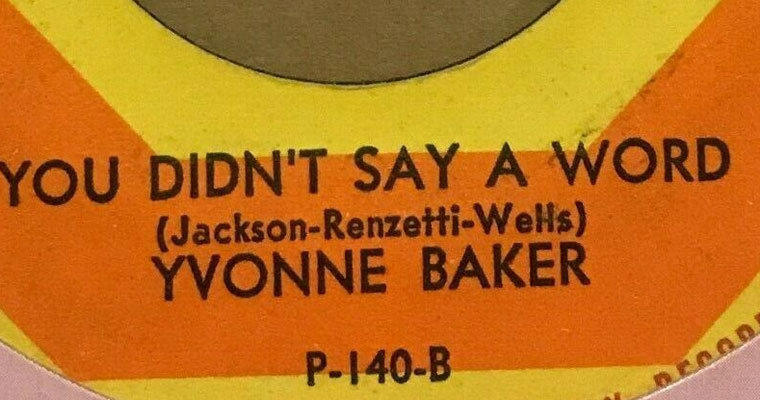 YOU DIDN'T SAY A WORD
(Jackson-Renzetti-Wells)
YVONNE BAKER
P-140-B